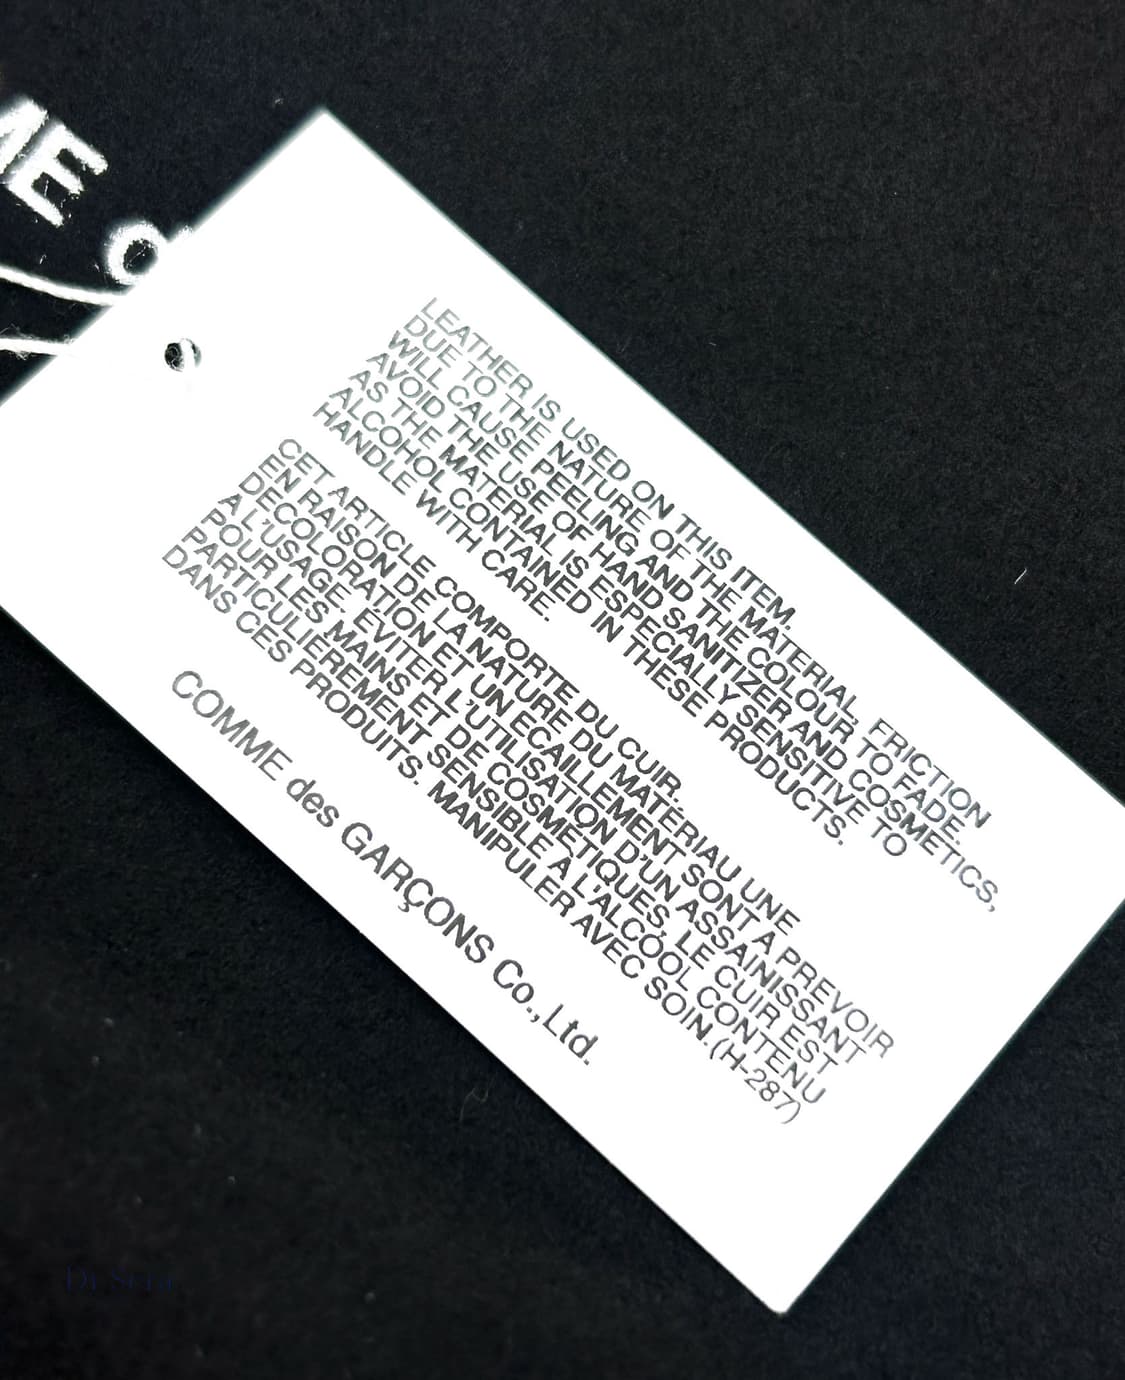 ME
LEATHER IS USED ON THIS ITEM.
DUE TO THE NATURE OF THE MATERIAL, FRICTION
WILL CAUSE PEELING AND THE COLOUR TO FADE.
AVOID THE USE OF HAND SANITIZER AND COSMETICS,
AS THE MATERIAL IS ESPECIALLY SENSITIVE TO
ALCOHOL CONTAINED IN THESE PRODUCTS.
HANDLE WITH CARE.
CET ARTICLE COMPORTE DU CUIR.
EN RAISON DE LA NATURE DU MATÉRIAU UNE
DECOLORATION ET UN ECAILLEMENT SONT A PREVOIR
A L'USAGE. ÉVITER L'UTILISATION D'UN ASSAINISSANT
POUR LES MAINS ET DE COSMÉTIQUES, LE CUIR EST
PARTICULIÈREMENT SENSIBLE A L'ALCOOL CONTENU
DANS CES PRODUITS. MANIPULER AVEC SOIN.(H-287)
COMME des GARÇONS Co., Ltd.